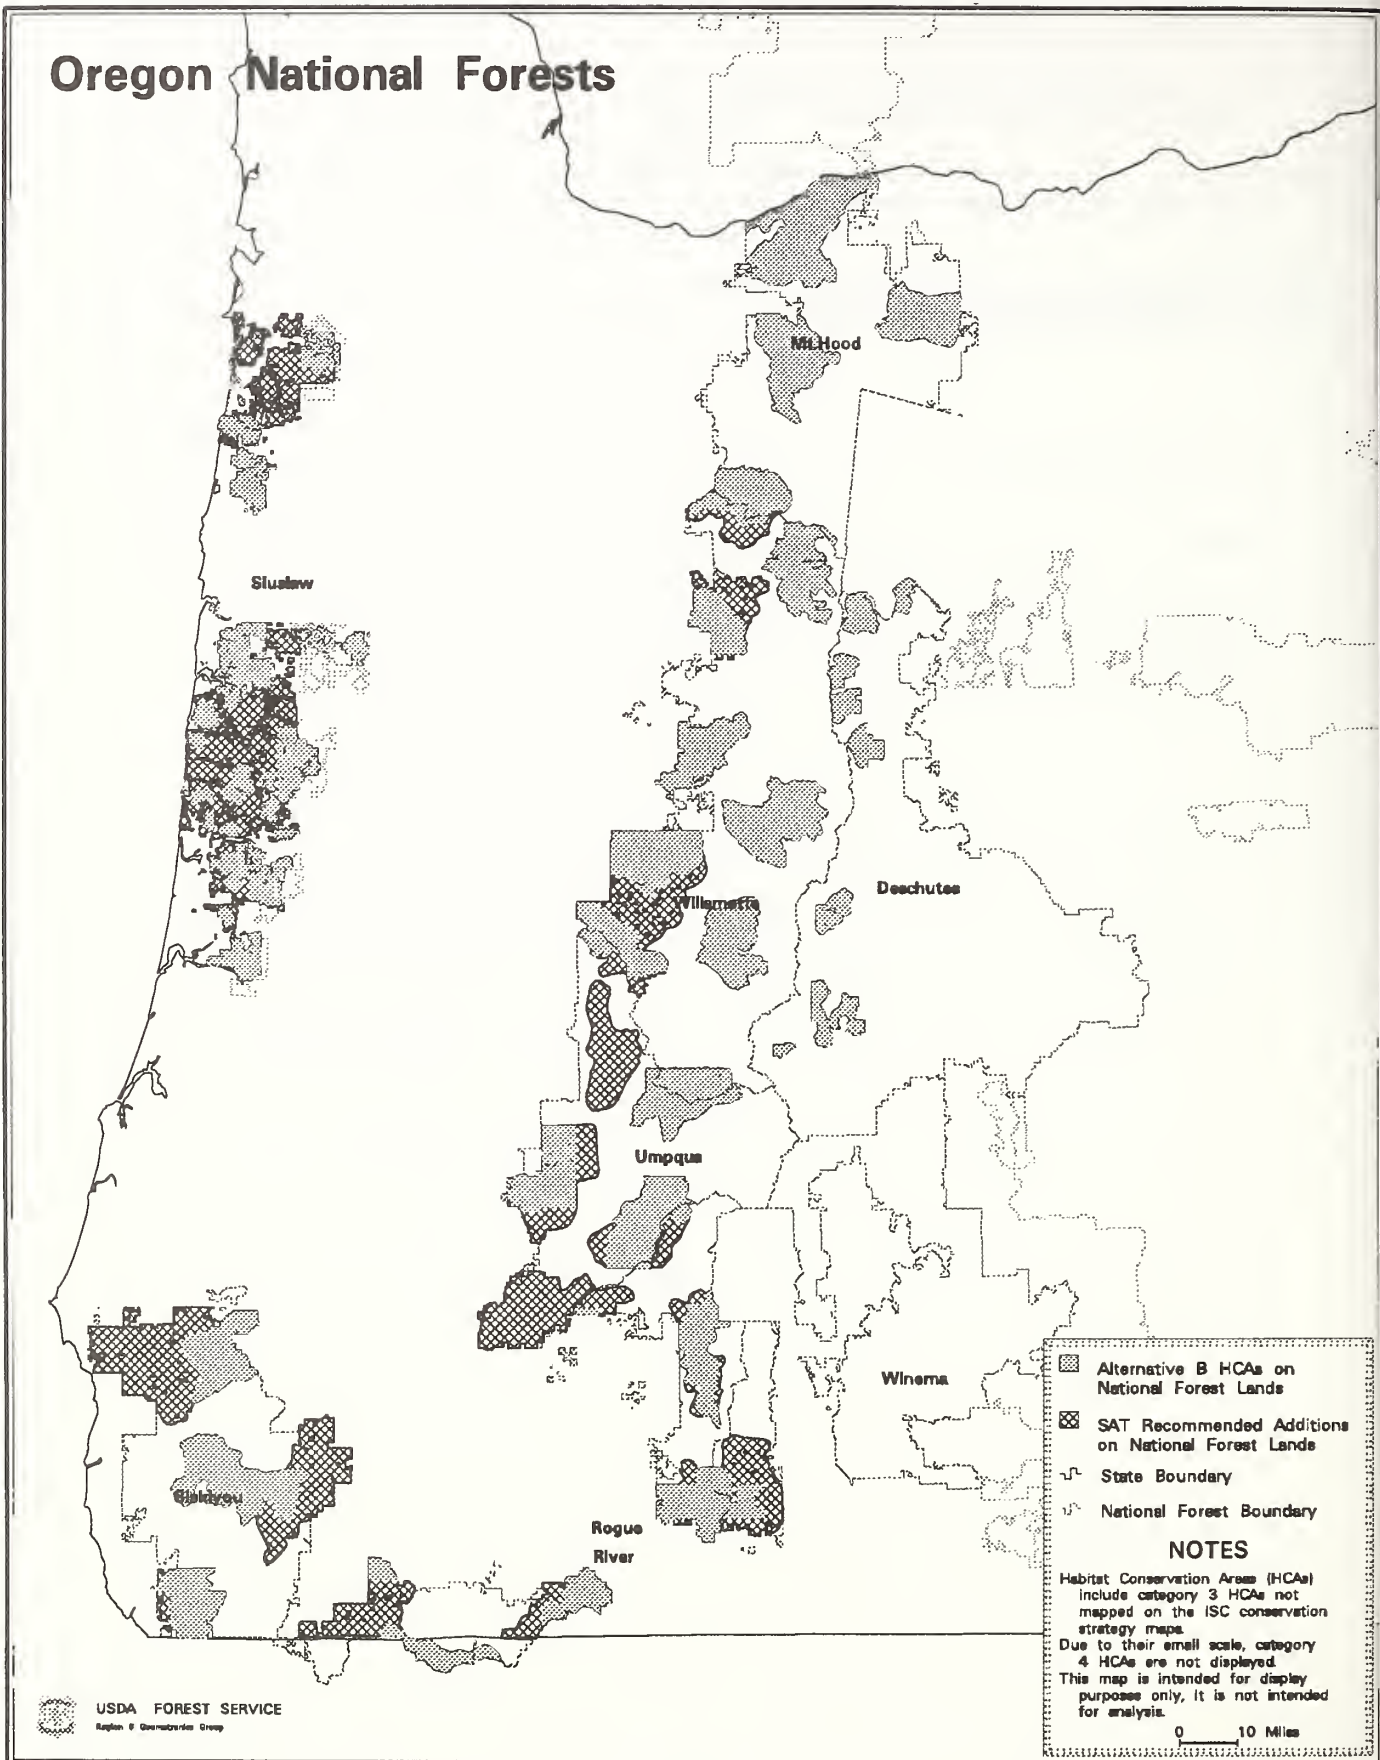 Oregon National Forests
Mt.Hood
Siuslaw
Deschutes
Willamette
Umpqua
Winema
Siskiyou
Rogue
River
Alternative B HCAs on
National Forest Lands
SAT Recommended Additions
on National Forest Lands
State Boundary
National Forest Boundary
NOTES
Habitat Conservation Areas (HCAs)
include category 3 HCAs not
mapped on the ISC conservation
strategy maps.
Due to their small scale, category
4 HCAs are not displayed.
This map is intended for display
purposes only, it is not intended
for analysis.
0 10 Miles
USDA FOREST SERVICE
Region 6 Geometronics Group